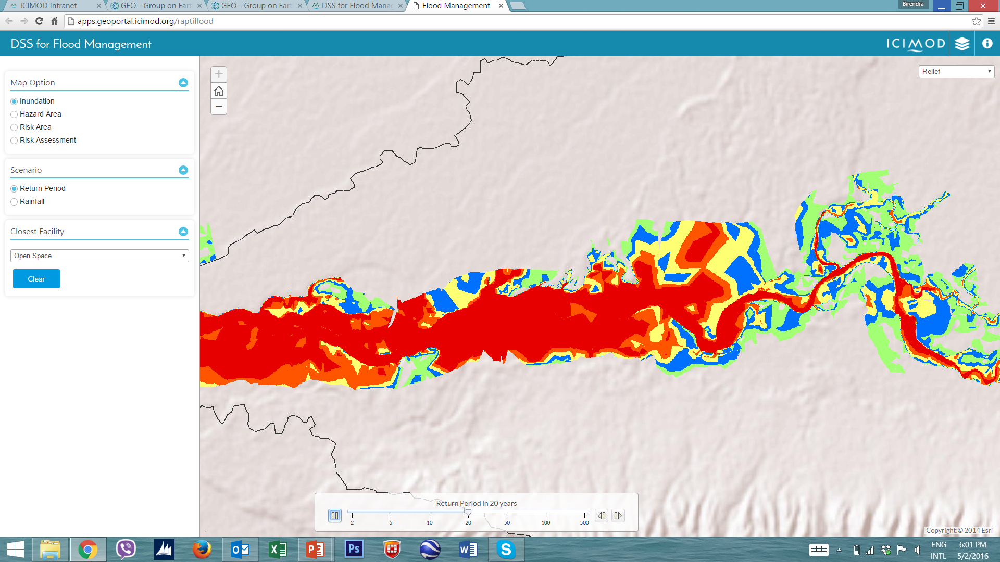 ICIMOD Intranet
GEO - Group on Eart
GEO - Group on Eart
DSS for Flood Manag
Flood Management
Birendra
apps.geoportal.icimod.org/raptiflood
DSS for Flood Management
ICIMOD
Relief
Map Option
Inundation
Hazard Area
Risk Area
Risk Assessment
Scenario
Return Period
Rainfall
Closest Facility
Open Space
Clear
Return Period in 20 years
2 5 10 20 50 100 500
Copyright:© 2014 Esri
ENG 6:01 PM
INTL 5/2/2016